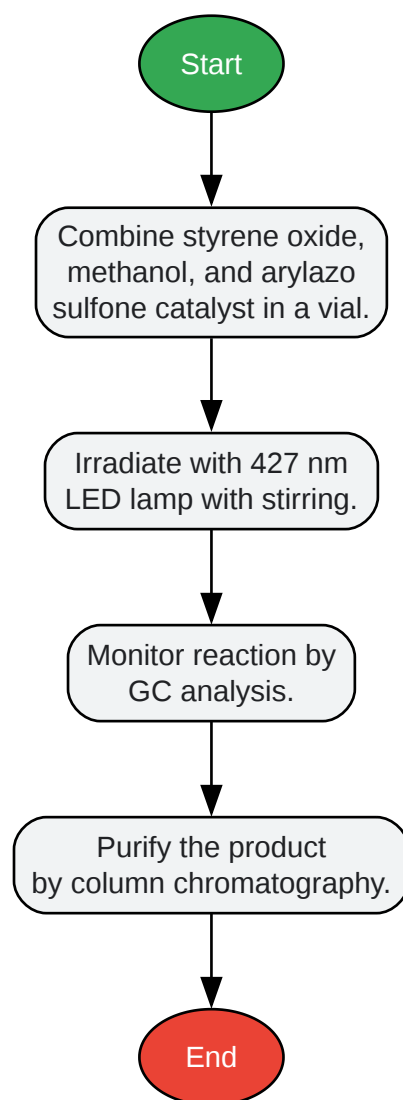 Start
Combine styrene oxide,
methanol, and arylazo
sulfone catalyst in a vial.
Irradiate with 427 nm
LED lamp with stirring.
Monitor reaction by
GC analysis.
Purify the product
by column chromatography.
End